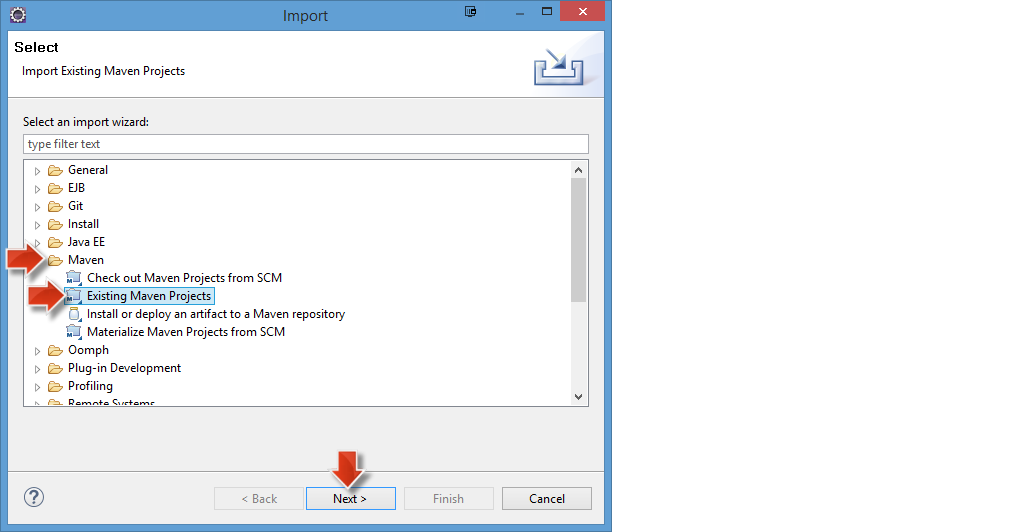 Import
Select
Import Existing Maven Projects
Select an import wizard:
type filter text
General
EJB
Git
Install
Java EE
Maven
Check out Maven Projects from SCM
Existing Maven Projects
Install or deploy an artifact to a Maven repository
Materialize Maven Projects from SCM
Oomph
Plug-in Development
Profiling
Remote Systems
< Back
Next >
Finish
Cancel